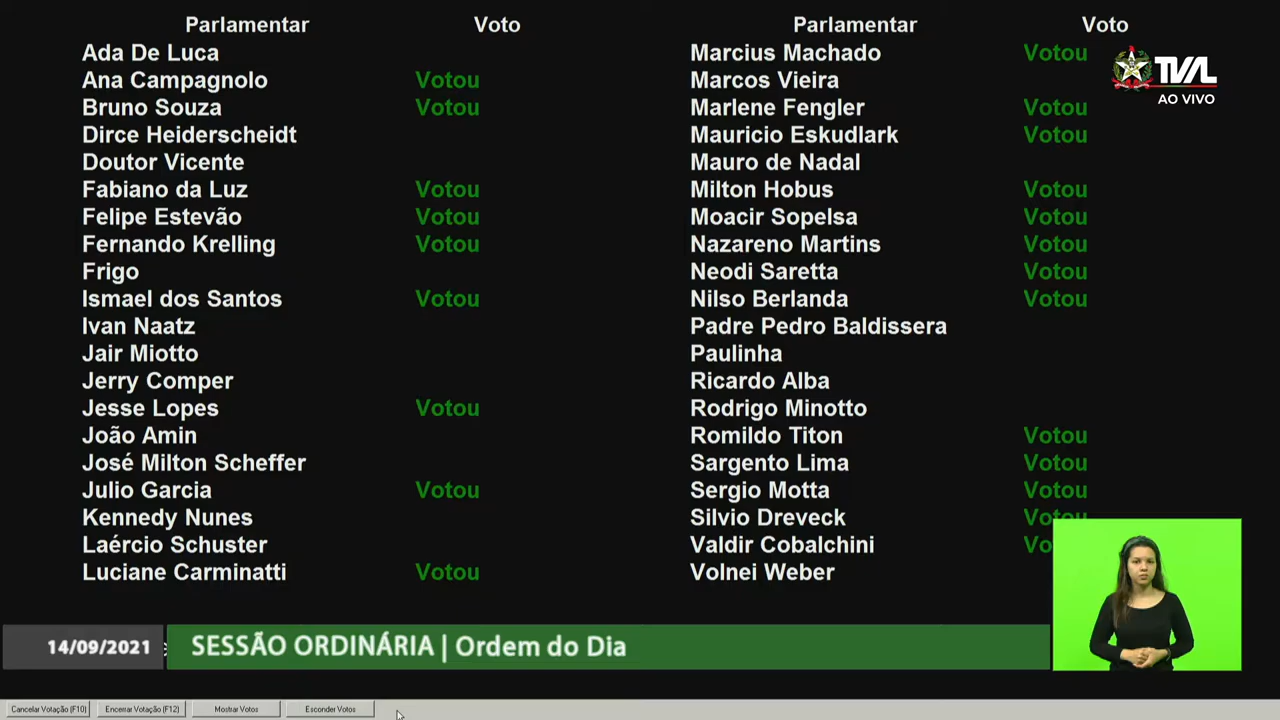 Parlamentar Voto Parlamentar Voto
Ada De Luca Marcius Machado Votou
Ana Campagnolo Votou Marcos Vieira
Bruno Souza Votou Marlene Fengler Votou
Dirce Heiderscheidt Mauricio Eskudlark Votou
Doutor Vicente Mauro de Nadal
Fabiano da Luz Votou Milton Hobus Votou
Felipe Estevão Votou Moacir Sopelsa Votou
Fernando Krelling Votou Nazareno Martins Votou
Frigo Neodi Saretta Votou
Ismael dos Santos Votou Nilso Berlanda Votou
Ivan Naatz Padre Pedro Baldissera
Jair Miotto Paulinha
Jerry Comper Ricardo Alba
Jesse Lopes Votou Rodrigo Minotto
João Amin Romildo Titon Votou
José Milton Scheffer Sargento Lima Votou
Julio Garcia Votou Sergio Motta Votou
Kennedy Nunes Silvio Dreveck Votou
Laércio Schuster Valdir Cobalchini Vo
Luciane Carminatti Votou Volnei Weber
TVAL
AO VIVO
14/09/2021 SESSÃO ORDINÁRIA | Ordem do Dia
Cancelar Votação (F10) Encerrar Votação (F12) Mostrar Votos Esconder Votos